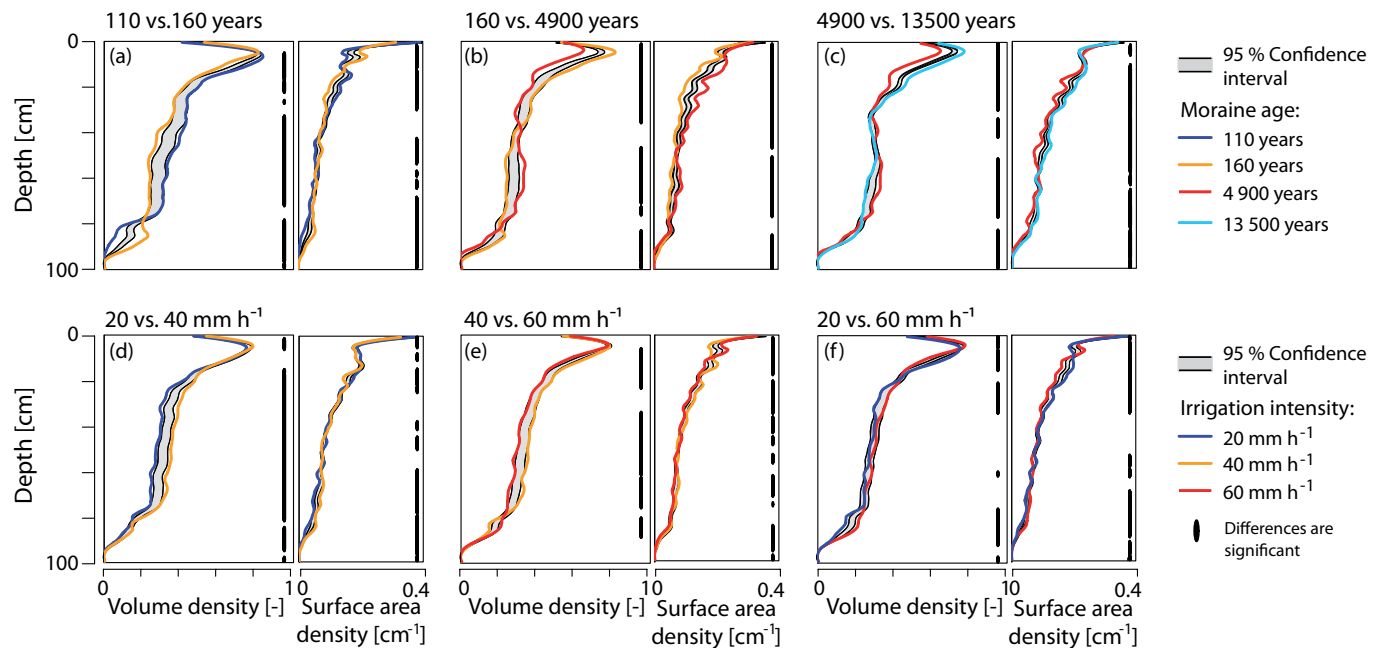 110 vs.160 years
160 vs. 4900 years
4900 vs. 13500 years
0
(a)
(b)
(c)
Depth [cm]
100
95 % Confidence
interval
Moraine age:
110 years
160 years
4 900 years
13 500 years
20 vs. 40 mm h⁻¹
40 vs. 60 mm h⁻¹
20 vs. 60 mm h⁻¹
0
(d)
(e)
(f)
Depth [cm]
100
95 % Confidence
interval
Irrigation intensity:
20 mm h⁻¹
40 mm h⁻¹
60 mm h⁻¹
Differences are
significant
0 1 0 0.4
0 1 0 0.4
0 1 0 0.4
Volume density [-]
Surface area
density [cm⁻¹]
Volume density [-]
Surface area
density [cm⁻¹]
Volume density [-]
Surface area
density [cm⁻¹]